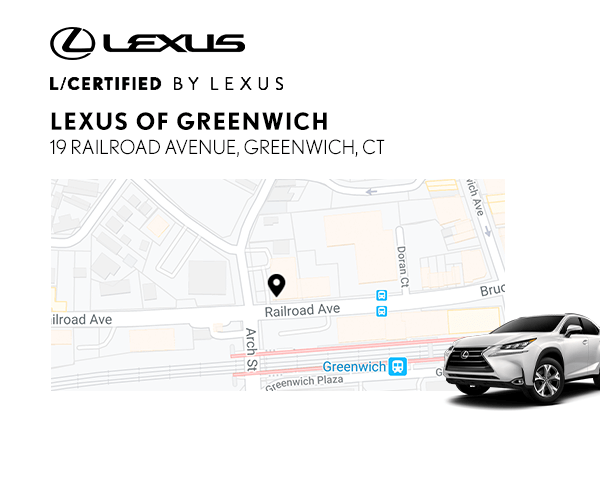 LEXUS
L/CERTIFIED BY LEXUS
LEXUS OF GREENWICH
19 RAILROAD AVENUE, GREENWICH, CT
wich Ave
Doran Ct
Railroad Ave
Bruc
ilroad Ave
Arch St
Greenwich
Greenwich Plaza